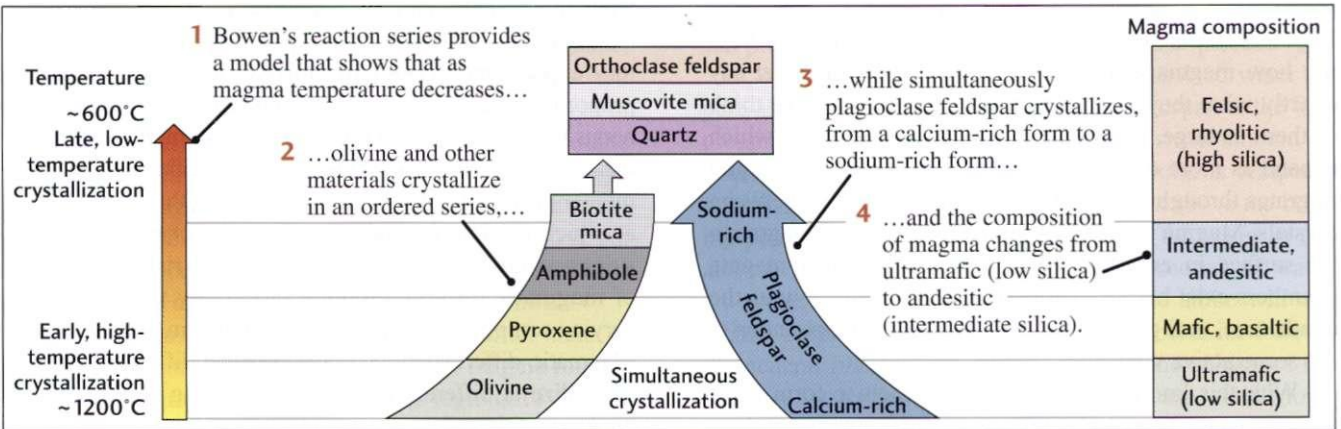 1 Bowen's reaction series provides
a model that shows that as
magma temperature decreases...
Temperature
~600°C
Late, low-
temperature
crystallization
Early, high-
temperature
crystallization
~1200°C
2 ...olivine and other
materials crystallize
in an ordered series,...
Orthoclase feldspar
Muscovite mica
Quartz
Biotite
mica
Amphibole
Pyroxene
Olivine
Simultaneous
crystallization
Sodium-
rich
Plagioclase
feldspar
Calcium-rich
3 ...while simultaneously
plagioclase feldspar crystallizes,
from a calcium-rich form to a
sodium-rich form...
4 ...and the composition
of magma changes from
ultramafic (low silica)
to andesitic
(intermediate silica).
Magma composition
Felsic,
rhyolitic
(high silica)
Intermediate,
andesitic
Mafic, basaltic
Ultramafic
(low silica)